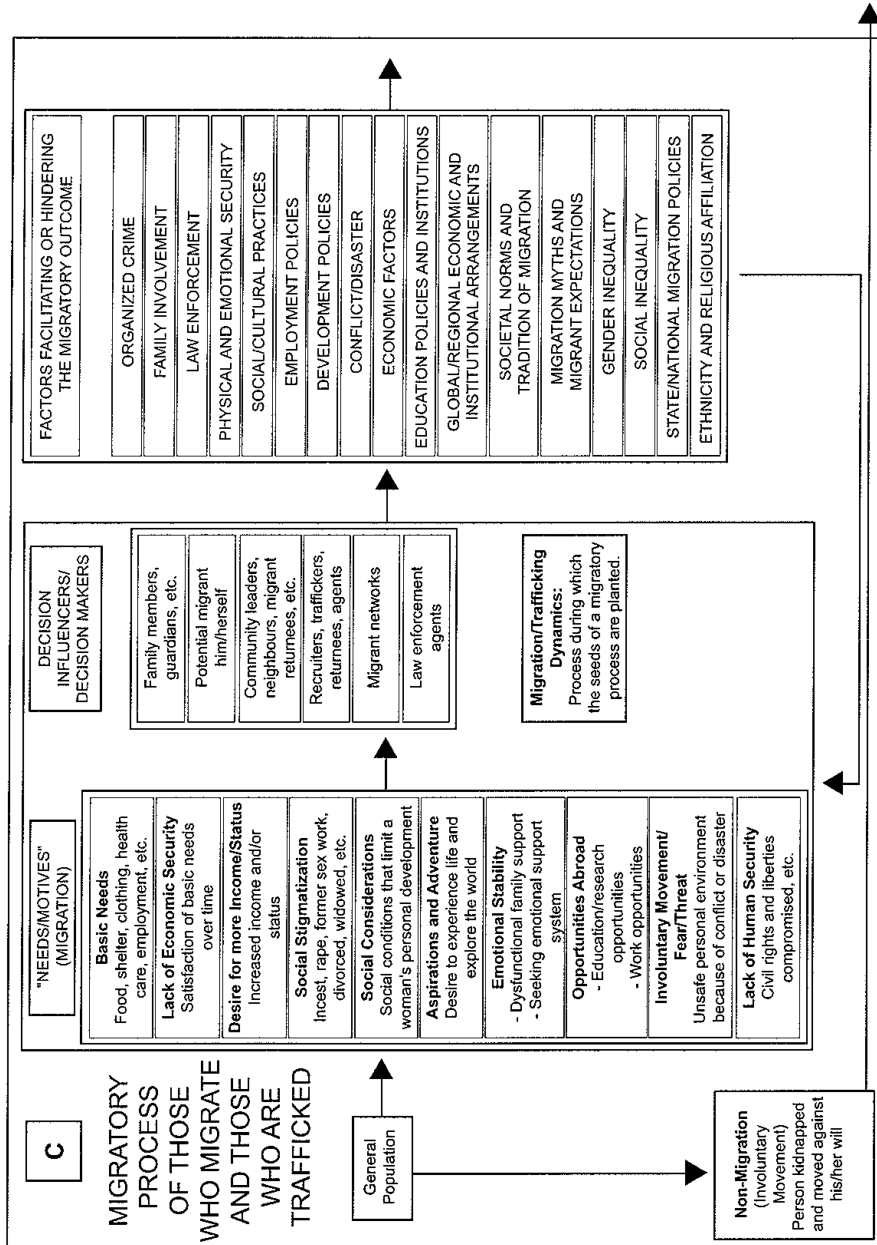 C
MIGRATORY
PROCESS
OF THOSE
WHO MIGRATE
AND THOSE
WHO ARE
TRAFFICKED
General
Population
Non-Migration
(Involuntary
Movement)
Person kidnapped
and moved against
his/her will
"NEEDS/MOTIVES"
(MIGRATION)
Basic Needs
Food, shelter, clothing, health
care, employment, etc.
Lack of Economic Security
Satisfaction of basic needs
over time
Desire for more Income/Status
Increased income and/or
status
Social Stigmatization
Incest, rape, former sex work,
divorced, widowed, etc.
Social Considerations
Social conditions that limit a
woman's personal development
Aspirations and Adventure
Desire to experience life and
explore the world
Emotional Stability
- Dysfunctional family support
- Seeking emotional support
system
Opportunities Abroad
- Education/research
opportunities
- Work opportunities
Involuntary Movement/
Fear/Threat
Unsafe personal environment
because of conflict or disaster
Lack of Human Security
Civil rights and liberties
compromised, etc.
DECISION
INFLUENCERS/
DECISION MAKERS
Family members,
guardians, etc.
Potential migrant
him/herself
Community leaders,
neighbours, migrant
returnees, etc.
Recruiters, traffickers,
returnees, agents
Migrant networks
Law enforcement
agents
Migration/Trafficking
Dynamics:
Process during which
the seeds of a migratory
process are planted.
FACTORS FACILITATING OR HINDERING
THE MIGRATORY OUTCOME
ORGANIZED CRIME
FAMILY INVOLVEMENT
LAW ENFORCEMENT
PHYSICAL AND EMOTIONAL SECURITY
SOCIAL/CULTURAL PRACTICES
EMPLOYMENT POLICIES
DEVELOPMENT POLICIES
CONFLICT/DISASTER
ECONOMIC FACTORS
EDUCATION POLICIES AND INSTITUTIONS
GLOBAL/REGIONAL ECONOMIC AND
INSTITUTIONAL ARRANGEMENTS
SOCIETAL NORMS AND
TRADITION OF MIGRATION
MIGRATION MYTHS AND
MIGRANT EXPECTATIONS
GENDER INEQUALITY
SOCIAL INEQUALITY
STATE/NATIONAL MIGRATION POLICIES
ETHNICITY AND RELIGIOUS AFFILIATION